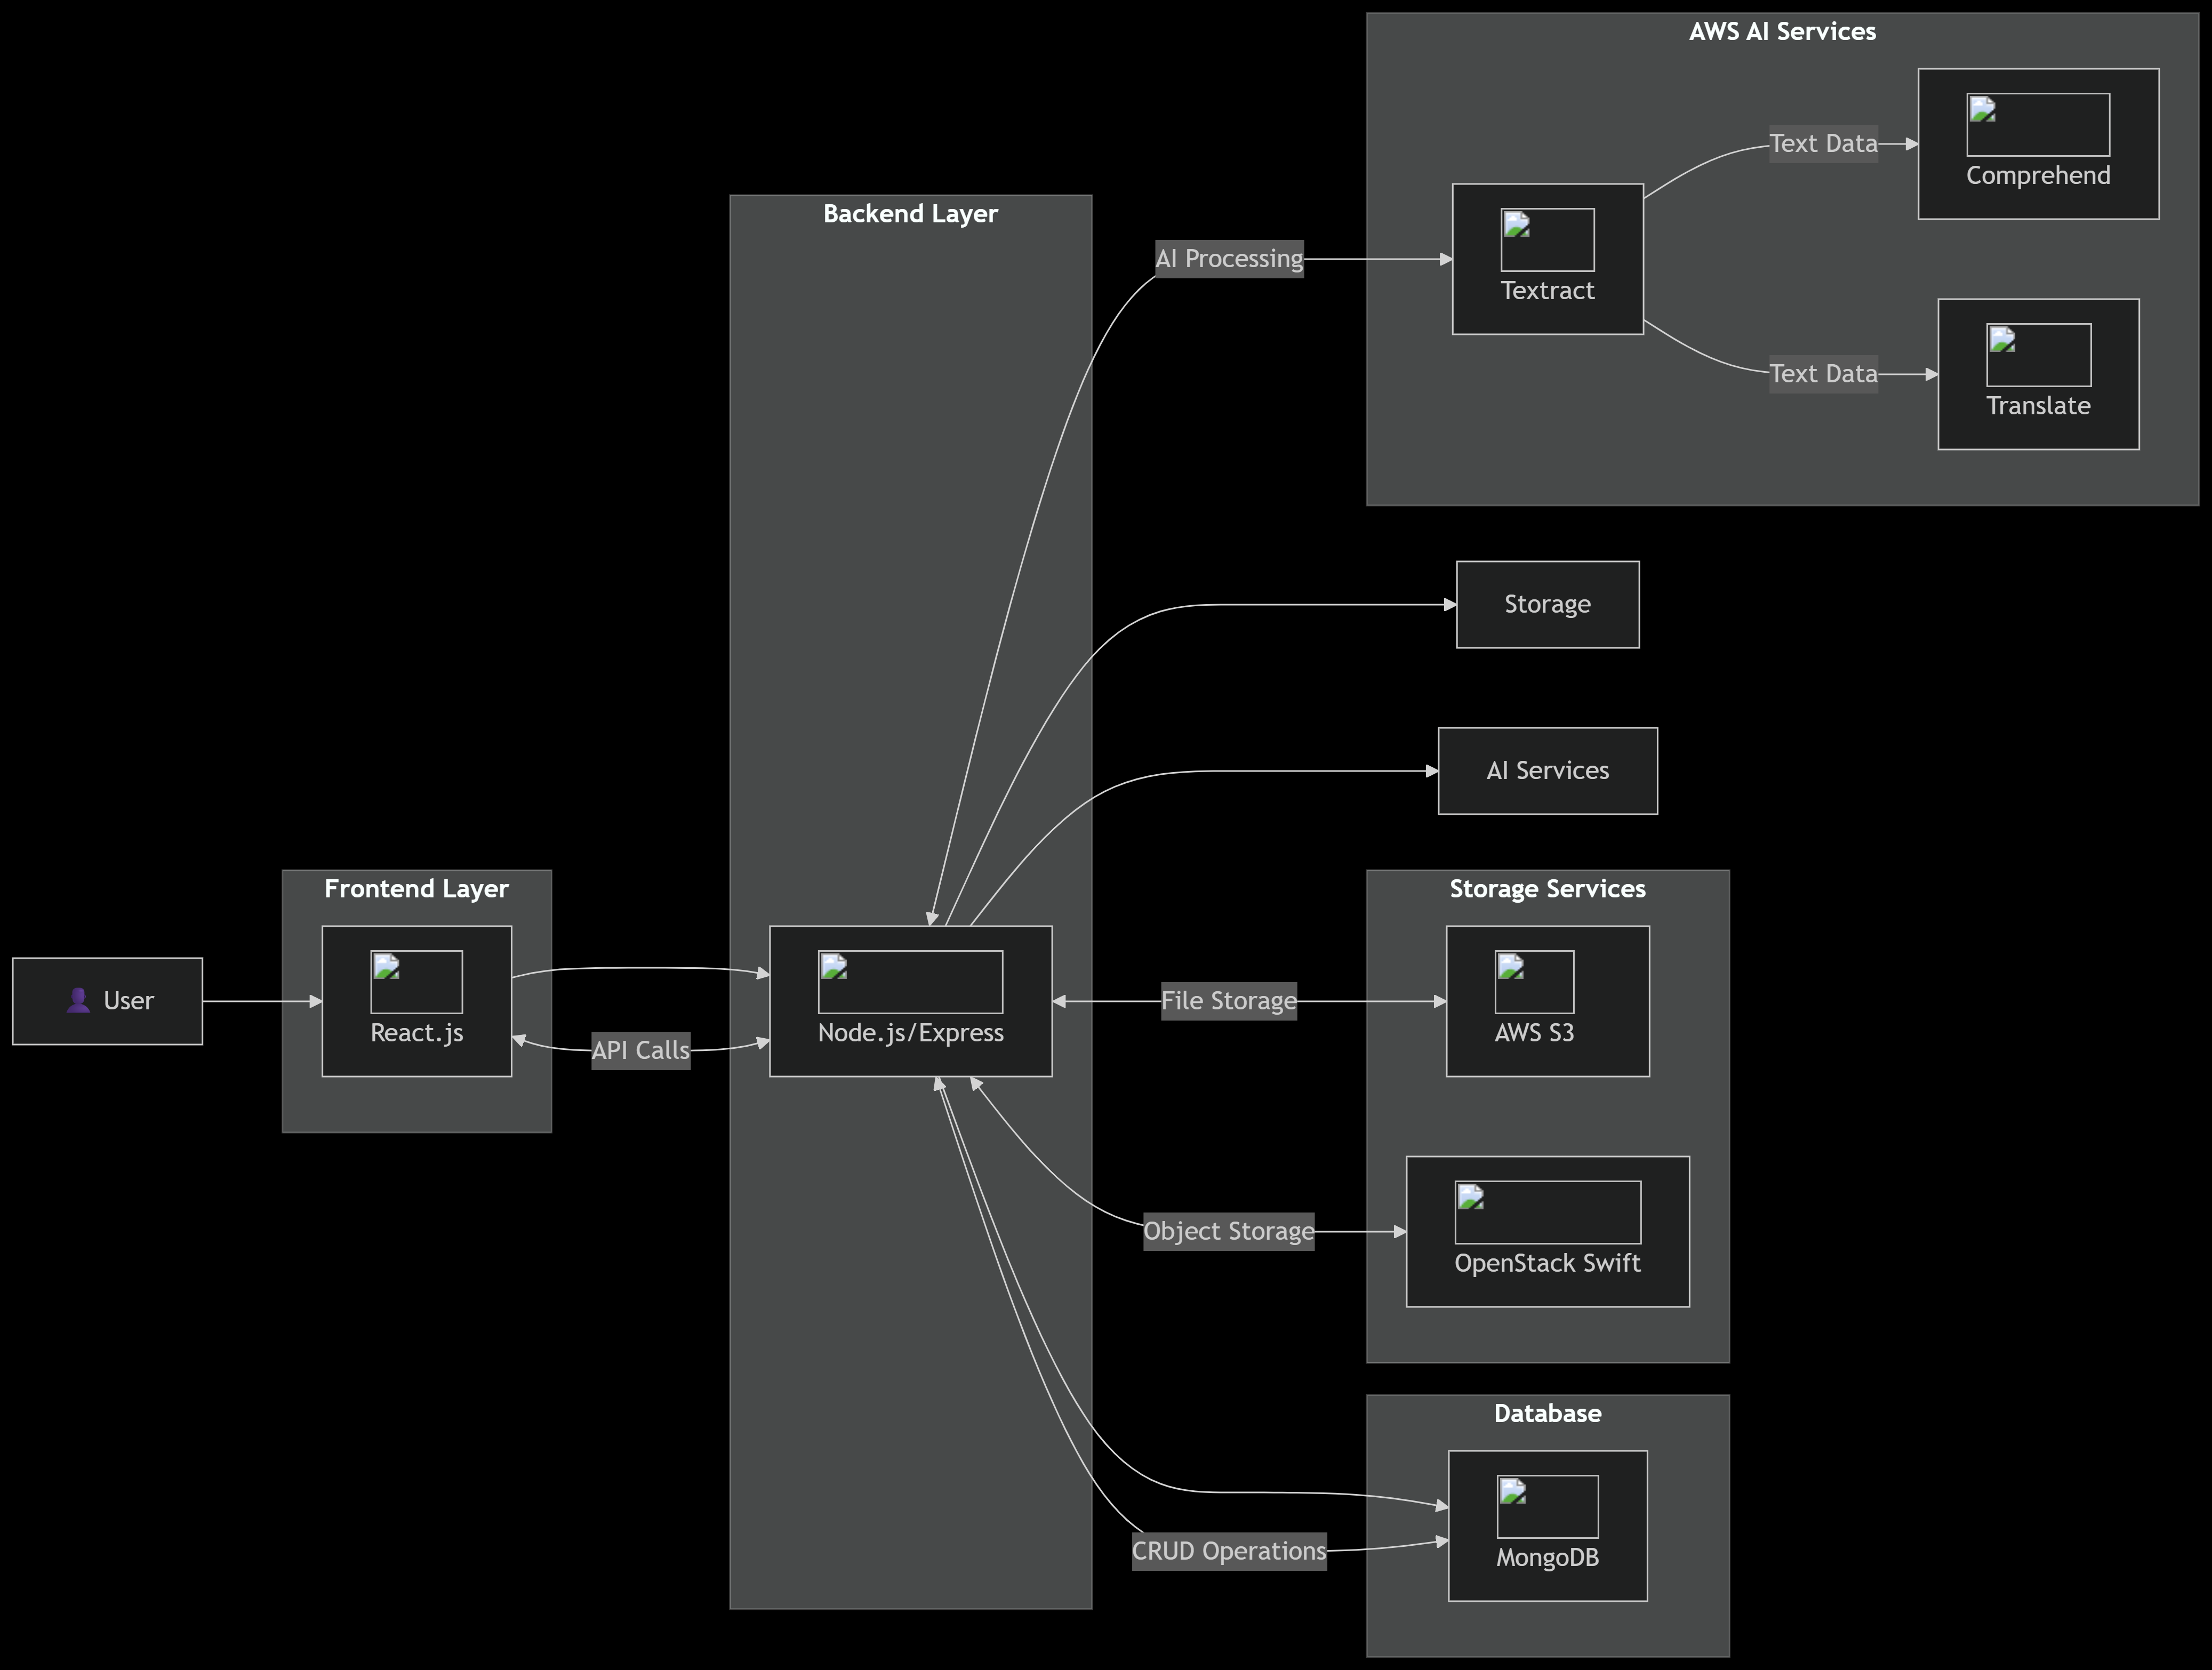 AWS AI Services
Comprehend
Text Data
Textract
Text Data
Translate
Backend Layer
AI Processing
Storage
AI Services
Frontend Layer
React.js
User
API Calls
Node.js/Express
Storage Services
File Storage
AWS S3
Object Storage
OpenStack Swift
Database
CRUD Operations
MongoDB